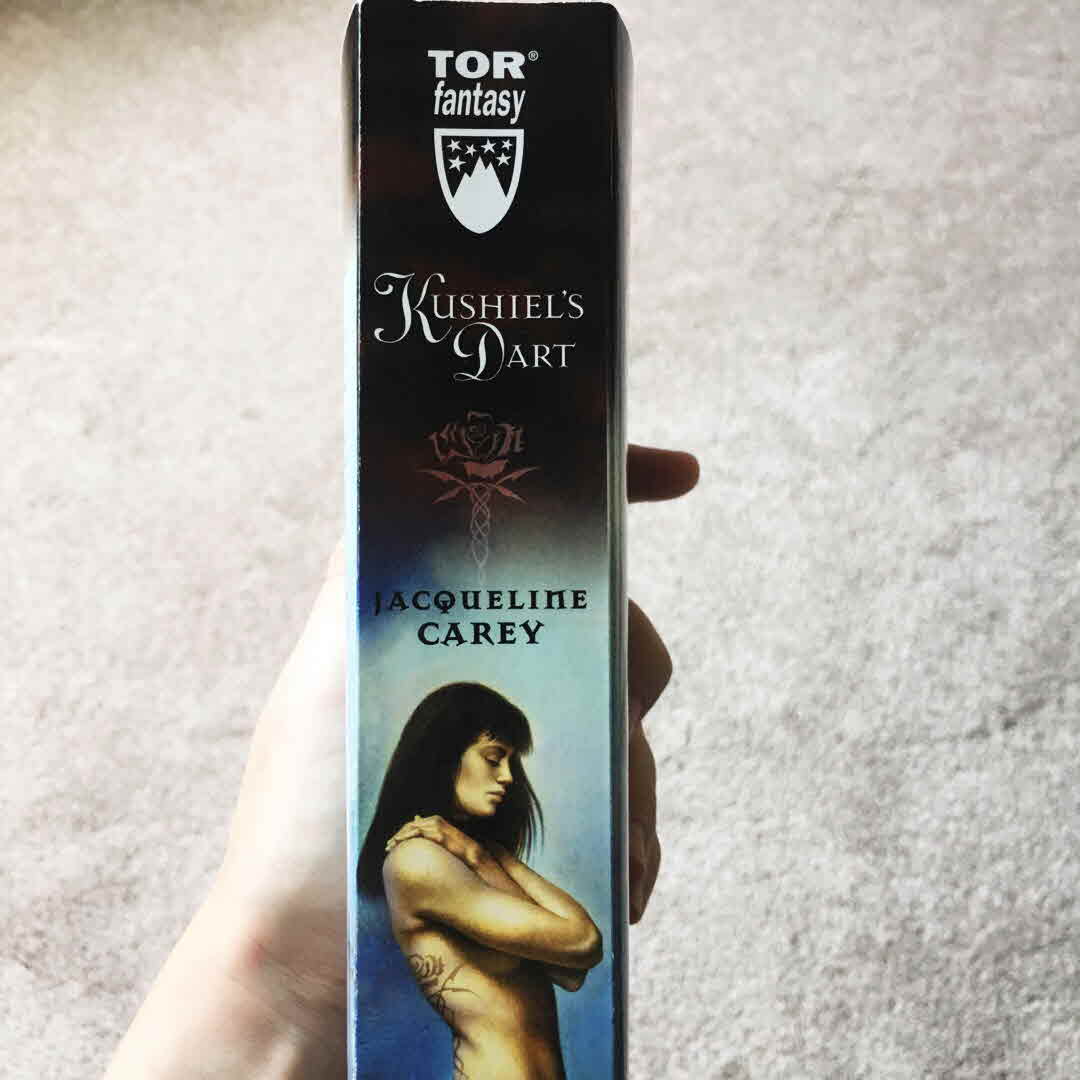 TOR®
fantasy
KUSHIEL'S
DART
JACQUELINE
CAREY